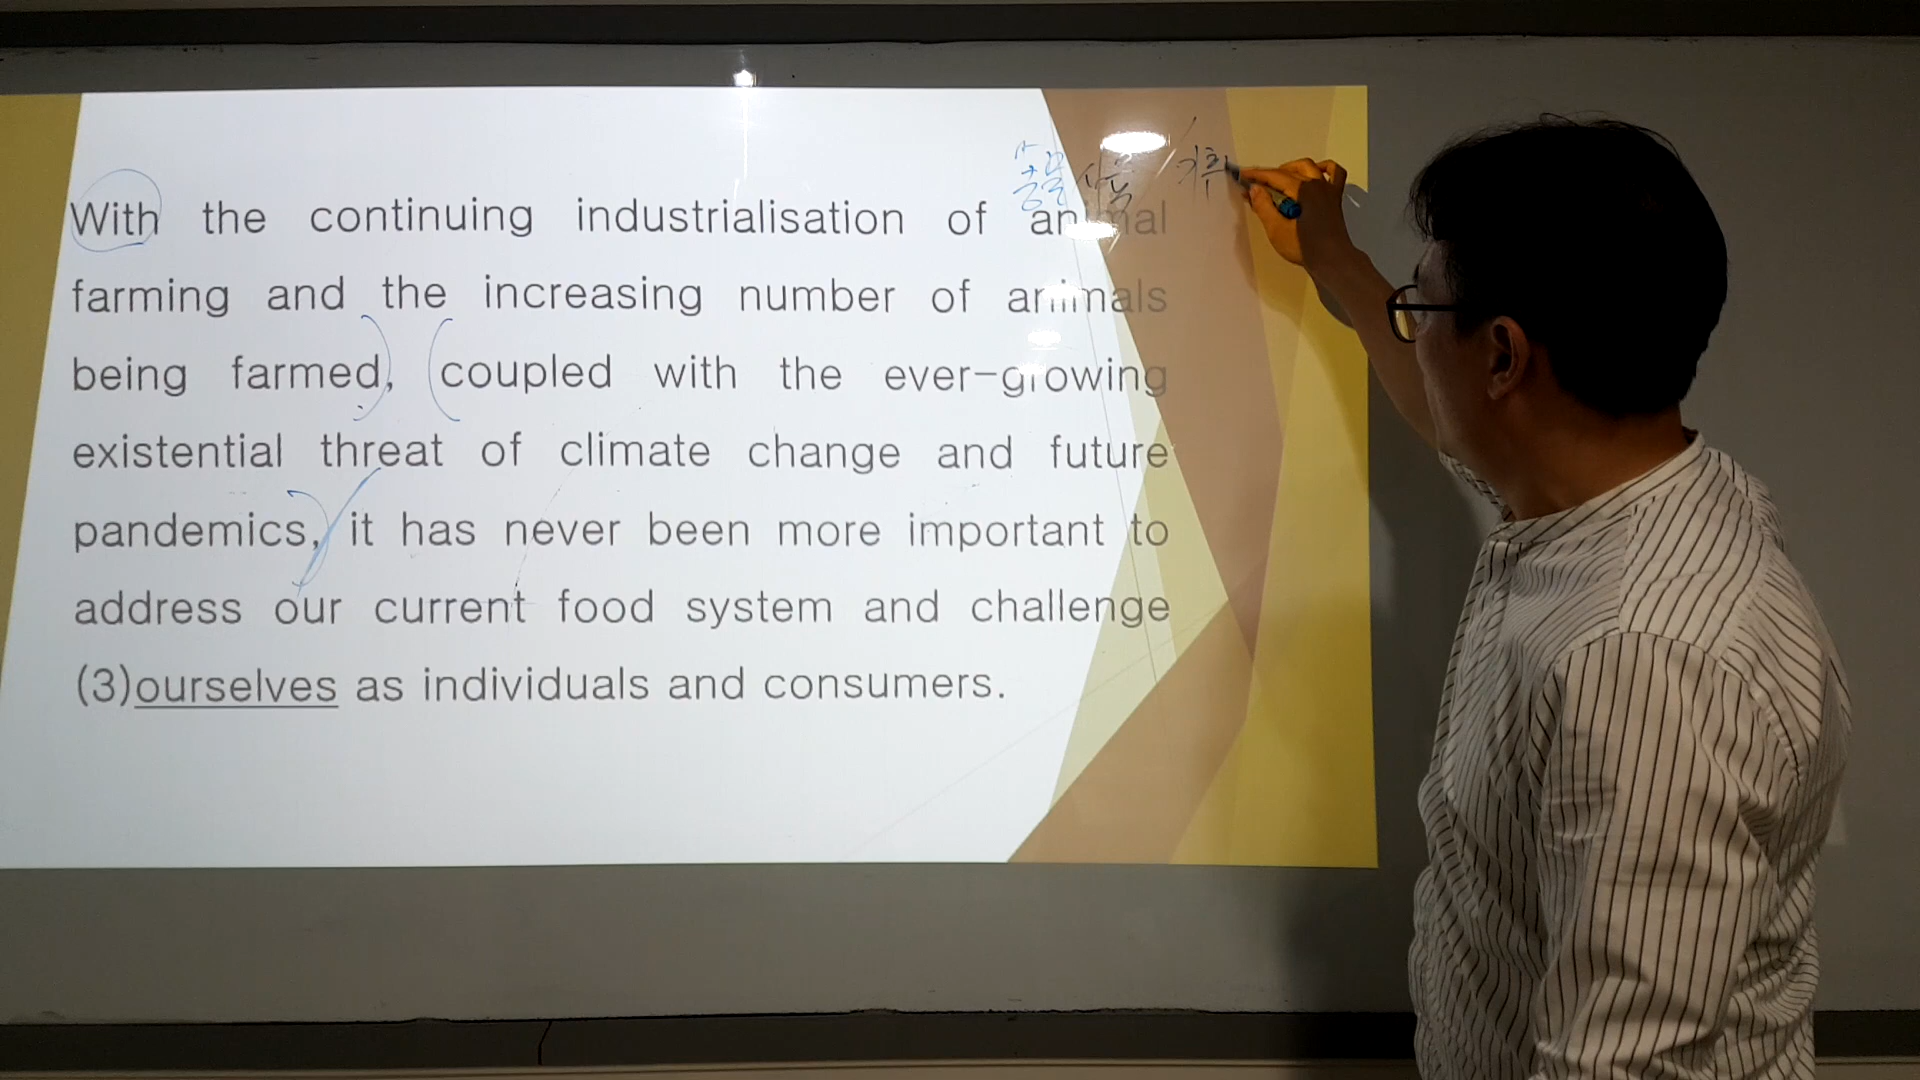 With the continuing industrialisation of animal
farming and the increasing number of animals
being farmed, coupled with the ever-growing
existential threat of climate change and future
pandemics, it has never been more important to
address our current food system and challenge
(3)ourselves as individuals and consumers.